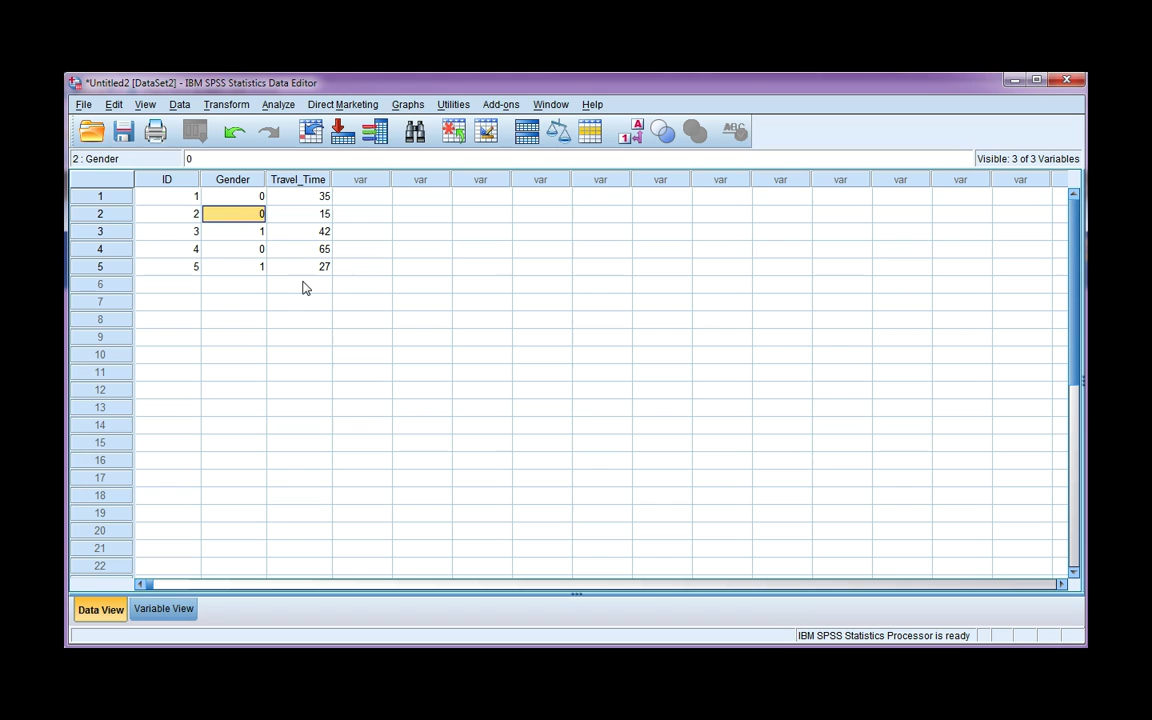 *Untitled2 [DataSet2] - IBM SPSS Statistics Data Editor
File Edit View Data Transform Analyze Direct Marketing Graphs Utilities Add-ons Window Help
1 A ABC
2 : Gender 0 Visible: 3 of 3 Variables
ID Gender Travel_Time var var var var var var var var var var var var
1 1 0 35
2 2 0 15
3 3 1 42
4 4 0 65
5 5 1 27
6
7
8
9
10
11
12
13
14
15
16
17
18
19
20
21
22
Data View Variable View
IBM SPSS Statistics Processor is ready